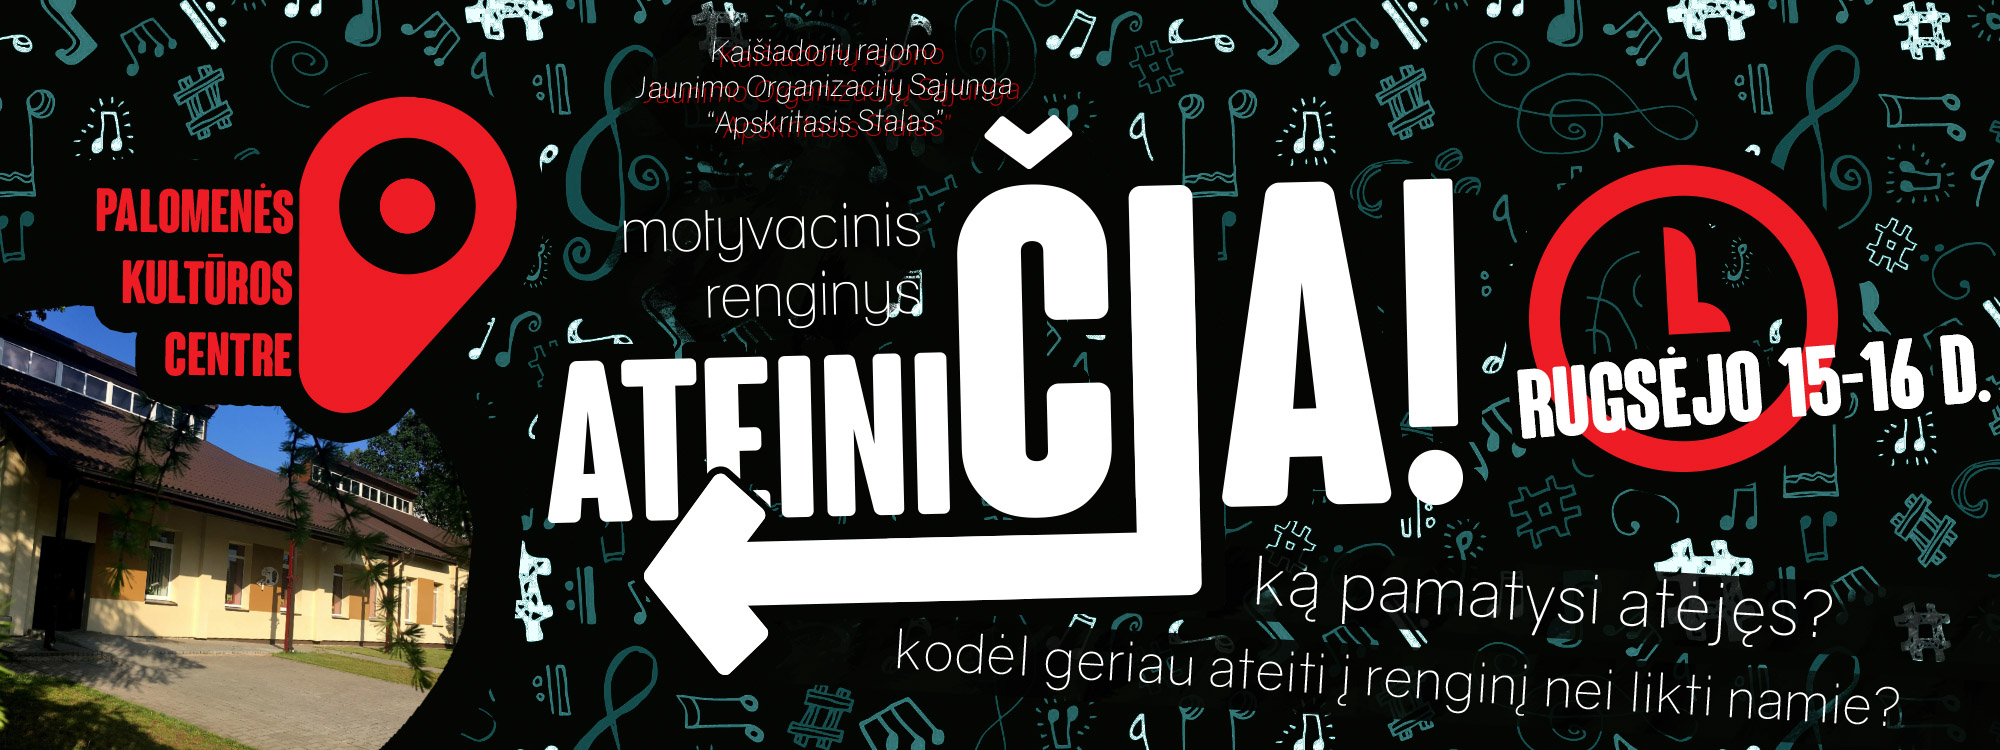 Kaišiadorių rajono
Jaunimo Organizacijų Sąjunga
“Apskritasis Stalas”
PALOMENĖS
KULTŪROS
CENTRE
motyvacinis
renginys
ATEINI ČIA!
RUGSĖJO 15-16 D.
ką pamatysi atėjęs?
kodėl geriau ateiti į renginį nei likti namie?